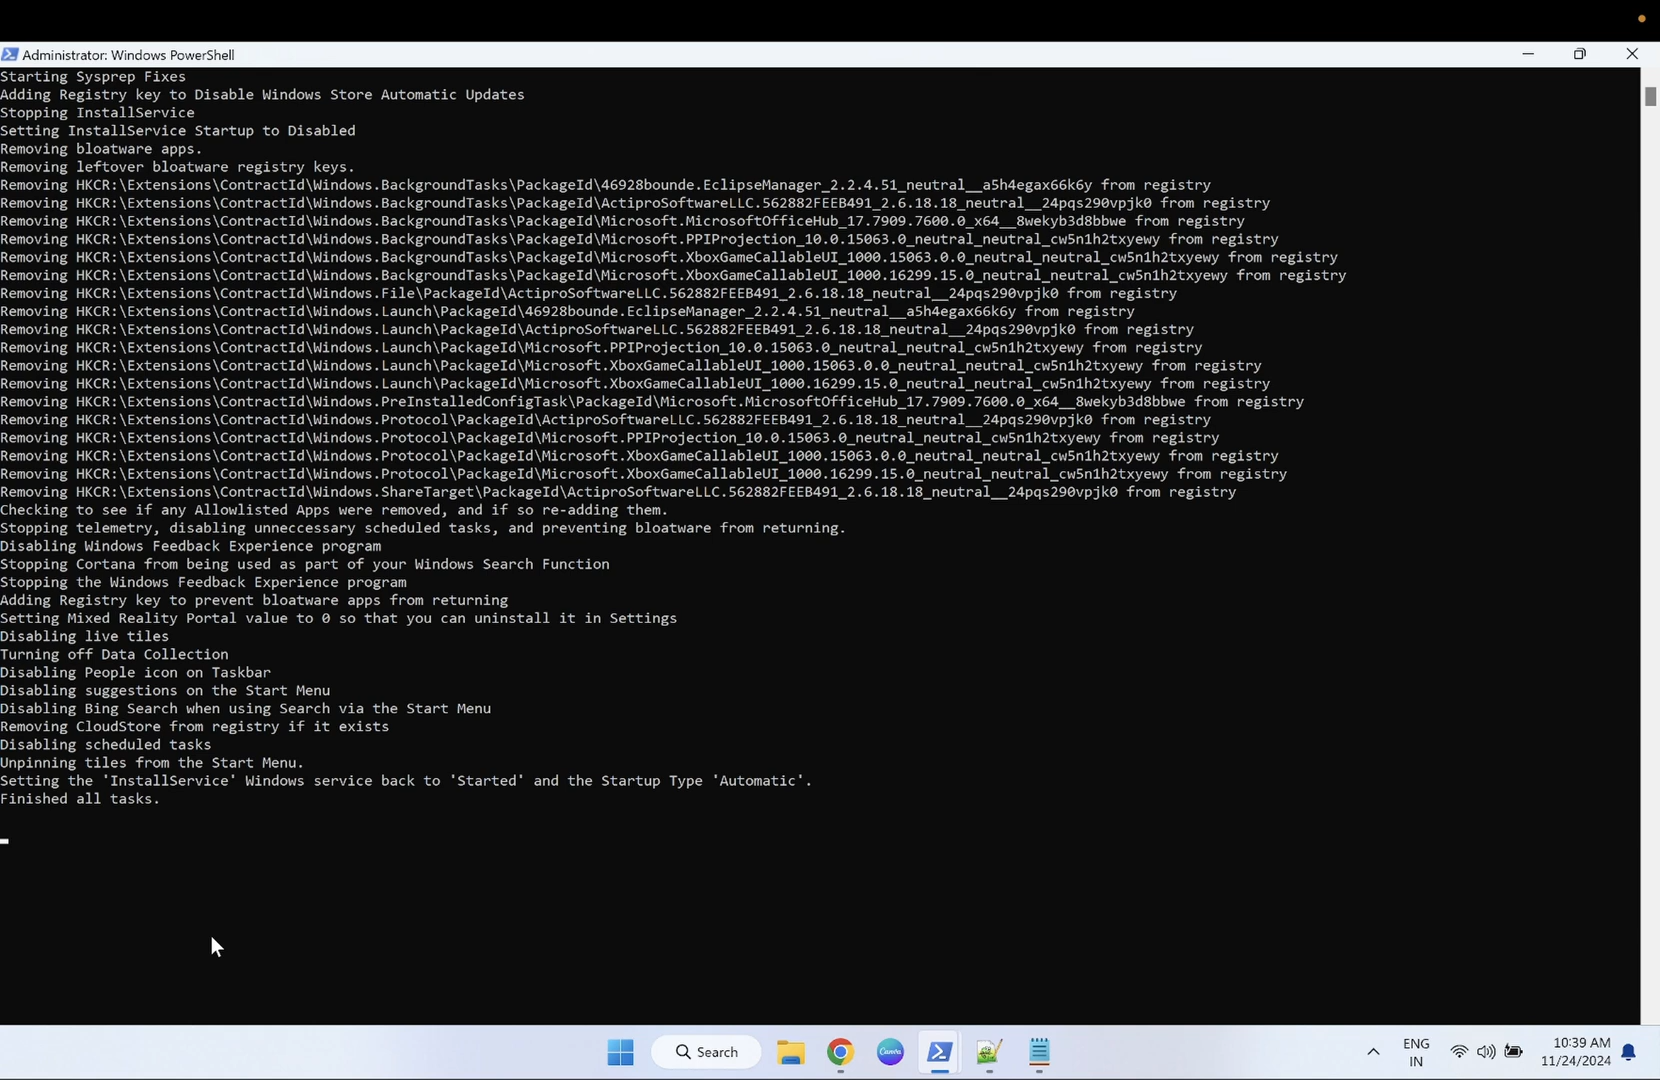 Administrator: Windows PowerShell
Starting Sysprep Fixes
Adding Registry key to Disable Windows Store Automatic Updates
Stopping InstallService
Setting InstallService Startup to Disabled
Removing bloatware apps.
Removing leftover bloatware registry keys.
Removing HKCR:\Extensions\ContractId\Windows.BackgroundTasks\PackageId\46928bounde.EclipseManager_2.2.4.51_neutral__a5h4egax66k6y from registry
Removing HKCR:\Extensions\ContractId\Windows.BackgroundTasks\PackageId\ActiproSoftwareLLC.562882FEEB491_2.6.18.18_neutral__24pqs290vpjk0 from registry
Removing HKCR:\Extensions\ContractId\Windows.BackgroundTasks\PackageId\Microsoft.MicrosoftOfficeHub_17.7909.7600.0_x64__8wekyb3d8bbwe from registry
Removing HKCR:\Extensions\ContractId\Windows.BackgroundTasks\PackageId\Microsoft.PPIProjection_10.0.15063.0_neutral_neutral_cw5n1h2txyewy from registry
Removing HKCR:\Extensions\ContractId\Windows.BackgroundTasks\PackageId\Microsoft.XboxGameCallableUI_1000.15063.0.0_neutral_neutral_cw5n1h2txyewy from registry
Removing HKCR:\Extensions\ContractId\Windows.BackgroundTasks\PackageId\Microsoft.XboxGameCallableUI_1000.16299.15.0_neutral_neutral_cw5n1h2txyewy from registry
Removing HKCR:\Extensions\ContractId\Windows.File\PackageId\ActiproSoftwareLLC.562882FEEB491_2.6.18.18_neutral__24pqs290vpjk0 from registry
Removing HKCR:\Extensions\ContractId\Windows.Launch\PackageId\46928bounde.EclipseManager_2.2.4.51_neutral__a5h4egax66k6y from registry
Removing HKCR:\Extensions\ContractId\Windows.Launch\PackageId\ActiproSoftwareLLC.562882FEEB491_2.6.18.18_neutral__24pqs290vpjk0 from registry
Removing HKCR:\Extensions\ContractId\Windows.Launch\PackageId\Microsoft.PPIProjection_10.0.15063.0_neutral_neutral_cw5n1h2txyewy from registry
Removing HKCR:\Extensions\ContractId\Windows.Launch\PackageId\Microsoft.XboxGameCallableUI_1000.15063.0.0_neutral_neutral_cw5n1h2txyewy from registry
Removing HKCR:\Extensions\ContractId\Windows.Launch\PackageId\Microsoft.XboxGameCallableUI_1000.16299.15.0_neutral_neutral_cw5n1h2txyewy from registry
Removing HKCR:\Extensions\ContractId\Windows.PreInstalledConfigTask\PackageId\Microsoft.MicrosoftOfficeHub_17.7909.7600.0_x64__8wekyb3d8bbwe from registry
Removing HKCR:\Extensions\ContractId\Windows.Protocol\PackageId\ActiproSoftwareLLC.562882FEEB491_2.6.18.18_neutral__24pqs290vpjk0 from registry
Removing HKCR:\Extensions\ContractId\Windows.Protocol\PackageId\Microsoft.PPIProjection_10.0.15063.0_neutral_neutral_cw5n1h2txyewy from registry
Removing HKCR:\Extensions\ContractId\Windows.Protocol\PackageId\Microsoft.XboxGameCallableUI_1000.15063.0.0_neutral_neutral_cw5n1h2txyewy from registry
Removing HKCR:\Extensions\ContractId\Windows.Protocol\PackageId\Microsoft.XboxGameCallableUI_1000.16299.15.0_neutral_neutral_cw5n1h2txyewy from registry
Removing HKCR:\Extensions\ContractId\Windows.ShareTarget\PackageId\ActiproSoftwareLLC.562882FEEB491_2.6.18.18_neutral__24pqs290vpjk0 from registry
Checking to see if any Allowlisted Apps were removed, and if so re-adding them.
Stopping telemetry, disabling unneccessary scheduled tasks, and preventing bloatware from returning.
Disabling Windows Feedback Experience program
Stopping Cortana from being used as part of your Windows Search Function
Stopping the Windows Feedback Experience program
Adding Registry key to prevent bloatware apps from returning
Setting Mixed Reality Portal value to 0 so that you can uninstall it in Settings
Disabling live tiles
Turning off Data Collection
Disabling People icon on Taskbar
Disabling suggestions on the Start Menu
Disabling Bing Search when using Search via the Start Menu
Removing CloudStore from registry if it exists
Disabling scheduled tasks
Unpinning tiles from the Start Menu.
Setting the 'InstallService' Windows service back to 'Started' and the Startup Type 'Automatic'.
Finished all tasks.
Search
Canva
ENG
IN
10:39 AM
11/24/2024